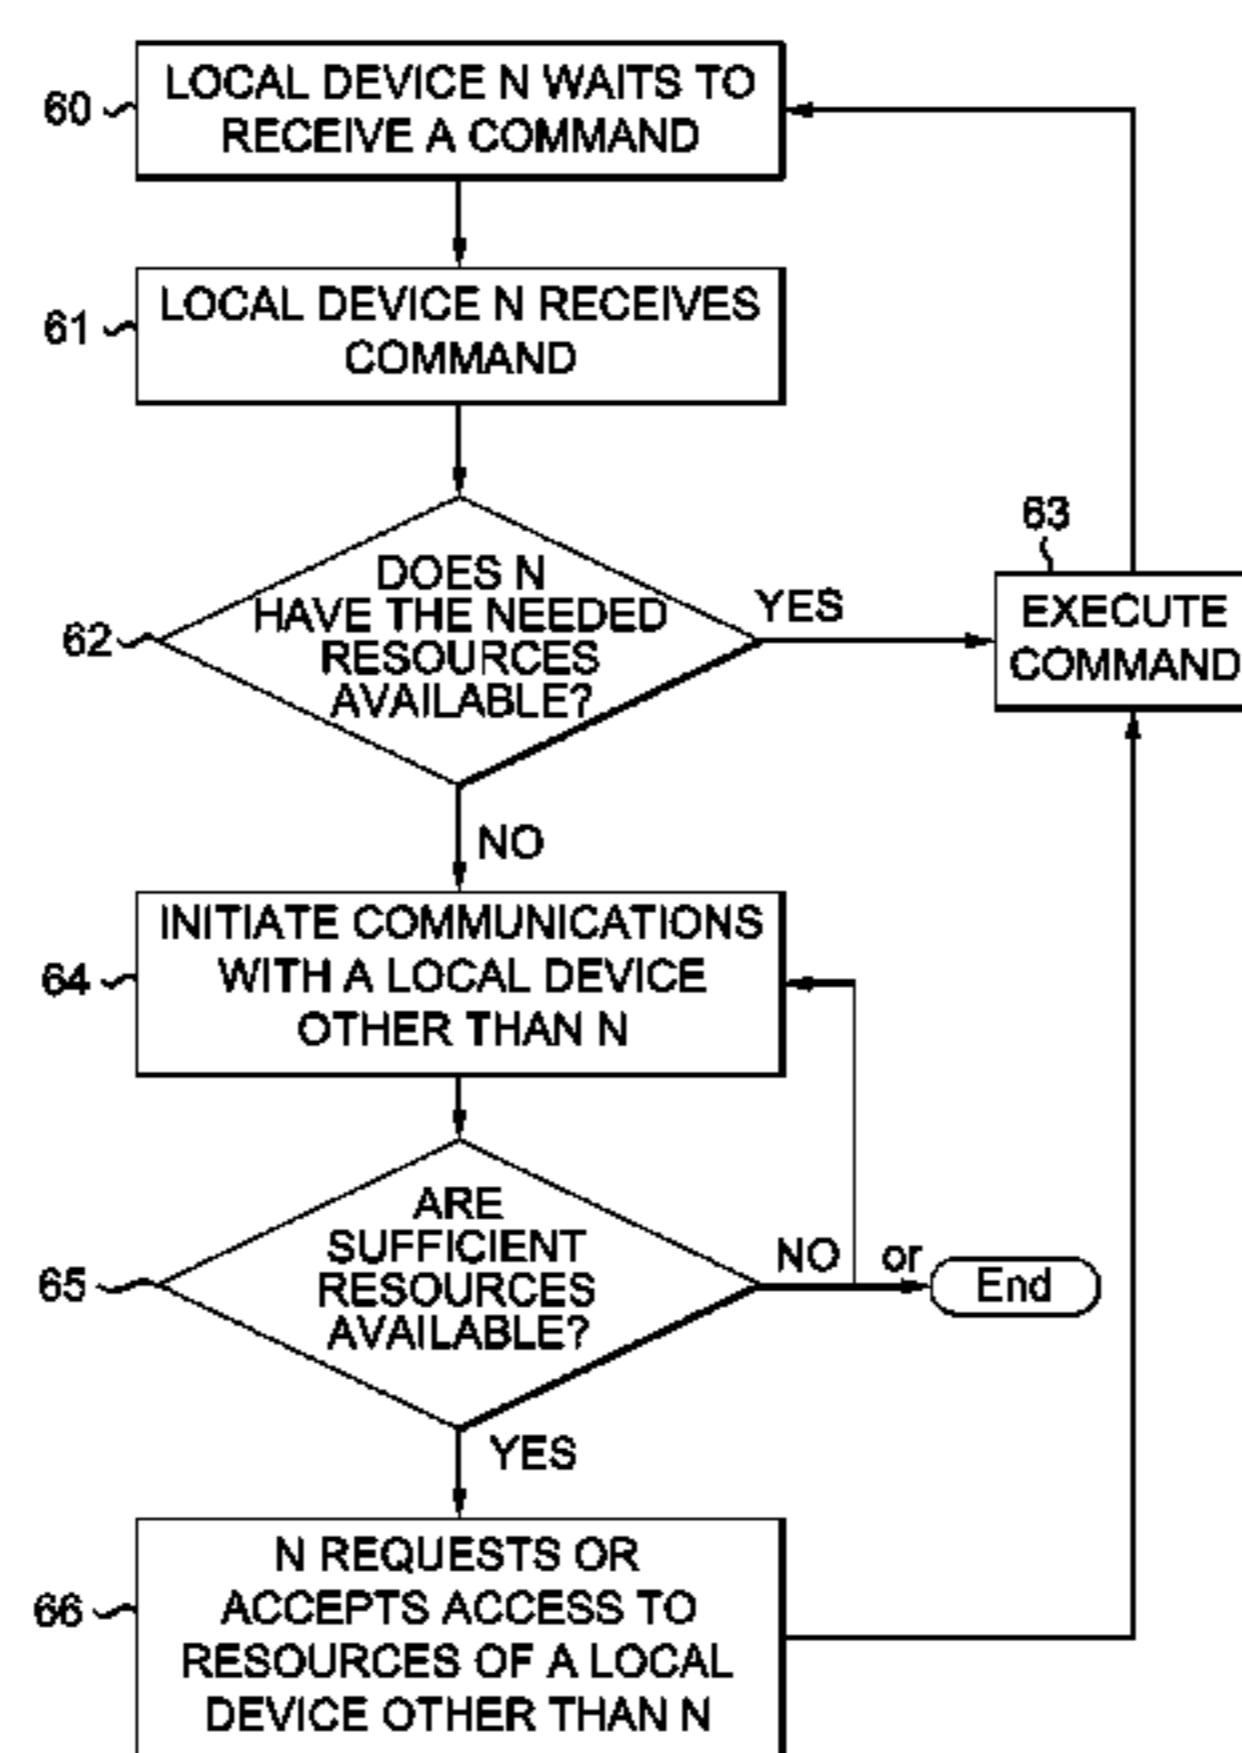 60
LOCAL DEVICE N WAITS TO
RECEIVE A COMMAND
61
LOCAL DEVICE N RECEIVES
COMMAND
62
DOES N
HAVE THE NEEDED
RESOURCES
AVAILABLE?
YES
63
EXECUTE
COMMAND
NO
64
INITIATE COMMUNICATIONS
WITH A LOCAL DEVICE
OTHER THAN N
65
ARE
SUFFICIENT
RESOURCES
AVAILABLE?
NO or
End
YES
66
N REQUESTS OR
ACCEPTS ACCESS TO
RESOURCES OF A LOCAL
DEVICE OTHER THAN N